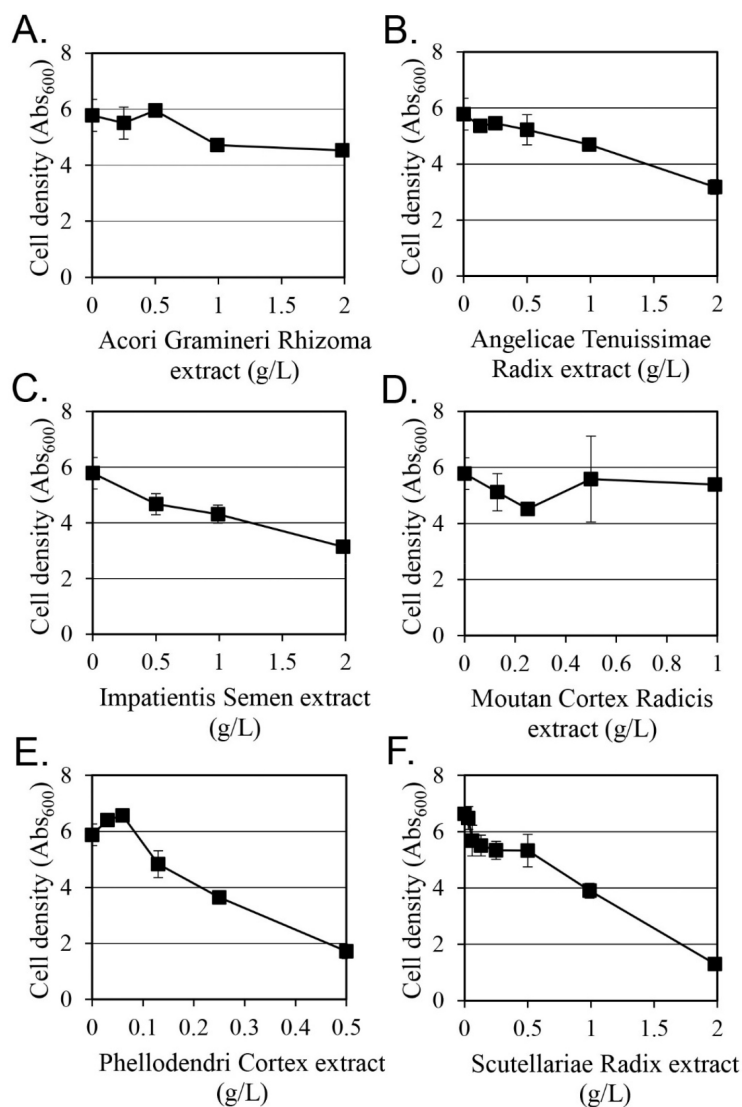 A.
Cell density (Abs600)
8
6
4
2
0
0 0.5 1 1.5 2
Acori Gramineri Rhizoma
extract (g/L)
B.
Cell density (Abs600)
8
6
4
2
0
0 0.5 1 1.5 2
Angelicae Tenuissimae
Radix extract (g/L)
C.
Cell density (Abs600)
8
6
4
2
0
0 0.5 1 1.5 2
Impatientis Semen extract
(g/L)
D.
Cell density (Abs600)
8
6
4
2
0
0 0.2 0.4 0.6 0.8 1
Moutan Cortex Radicis
extract (g/L)
E.
Cell density (Abs600)
8
6
4
2
0
0 0.1 0.2 0.3 0.4 0.5
Phellodendri Cortex extract
(g/L)
F.
Cell density (Abs600)
8
6
4
2
0
0 0.5 1 1.5 2
Scutellariae Radix extract
(g/L)